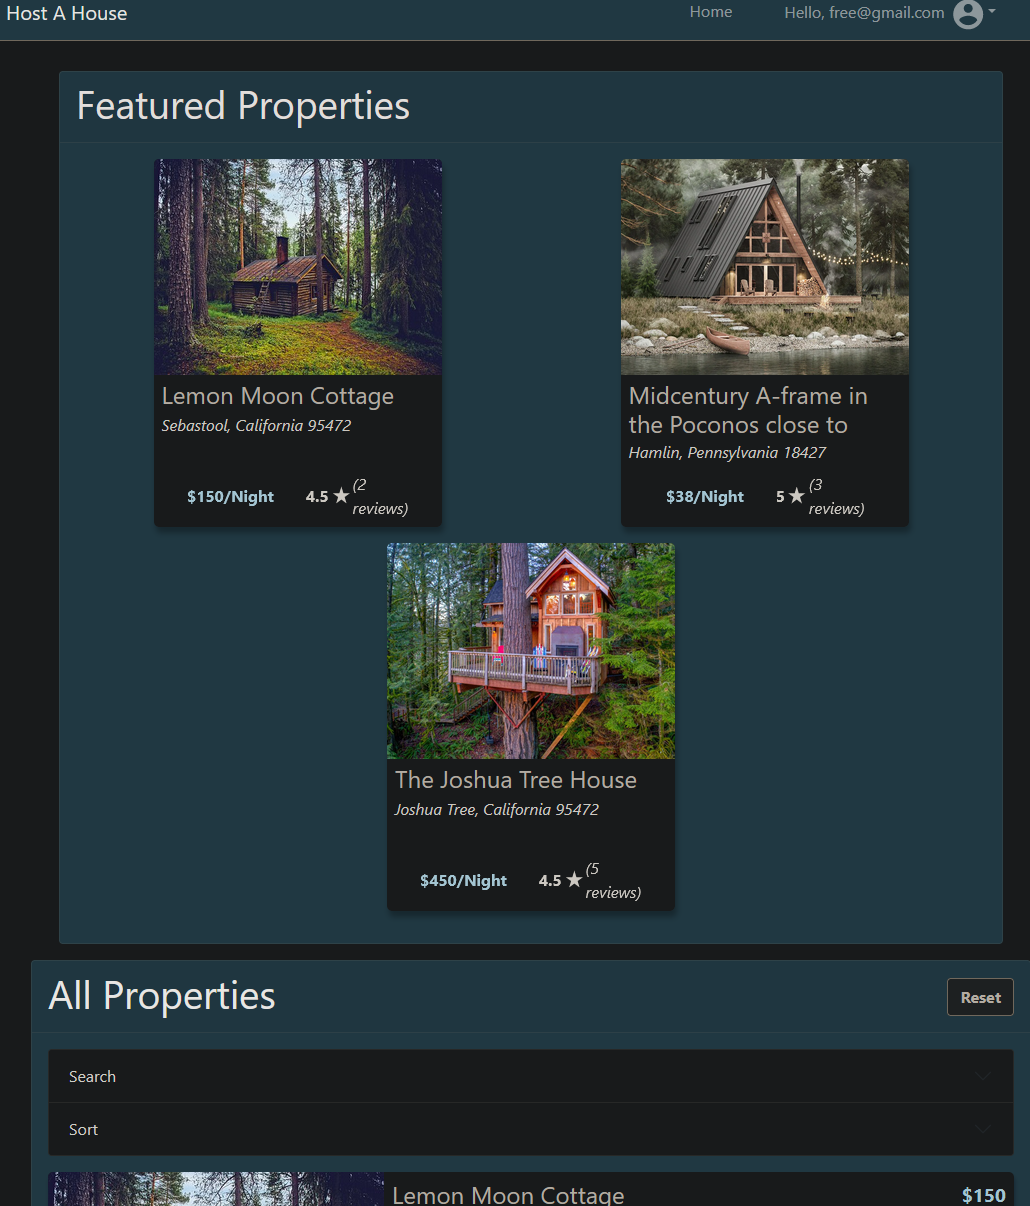 Host A House
Home
Hello, free@gmail.com
Featured Properties
Lemon Moon Cottage
Sebastool, California 95472
$150/Night
4.5 ★ (2
reviews)
Midcentury A-frame in
the Poconos close to
Hamlin, Pennsylvania 18427
$38/Night
5 ★ (3
reviews)
The Joshua Tree House
Joshua Tree, California 95472
$450/Night
4.5 ★ (5
reviews)
All Properties
Reset
Search
Sort
Lemon Moon Cottage
$150